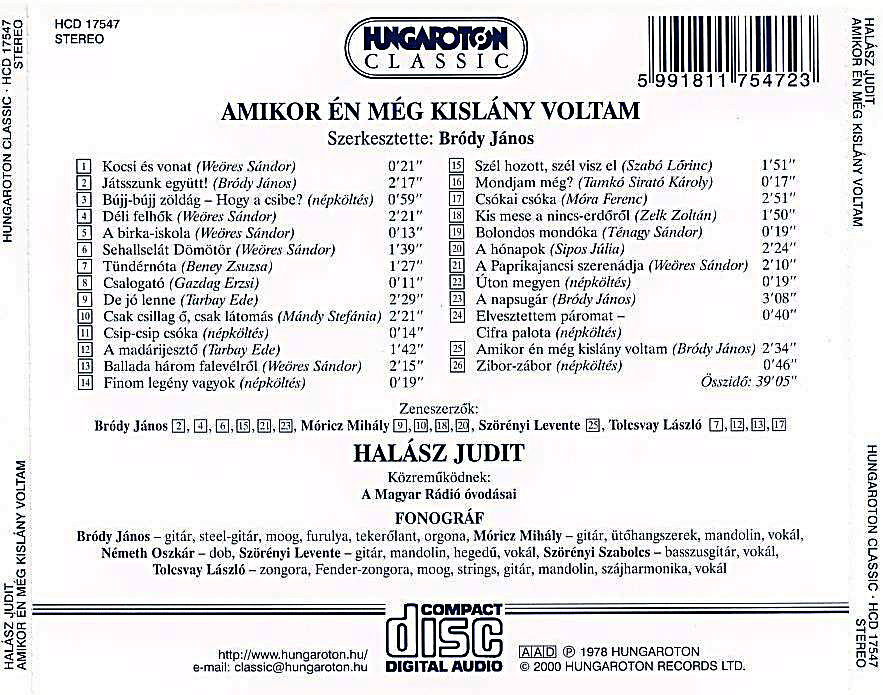 HCD 17547
STEREO
HUNGAROTON
CLASSIC
5 991811 754723
AMIKOR ÉN MÉG KISLÁNY VOLTAM
Szerkesztette: Bródy János
1 Kocsi és vonat (Weöres Sándor) 0'21"
2 Játsszunk együtt! (Bródy János) 2'17"
3 Bújj-bújj zöldág – Hogy a csibe? (népköltés) 0'59"
4 Déli felhők (Weöres Sándor) 2'21"
5 A birka-iskola (Weöres Sándor) 0'13"
6 Sehallselát Dömötör (Weöres Sándor) 1'39"
7 Tündérnóta (Beney Zsuzsa) 1'27"
8 Csalogató (Gazdag Erzsi) 0'11"
9 De jó lenne (Tarbay Ede) 2'29"
10 Csak csillag ő, csak látomás (Mándy Stefánia) 2'21"
11 Csip-csip csóka (népköltés) 0'14"
12 A madárijesztő (Tarbay Ede) 1'42"
13 Ballada három falevélről (Weöres Sándor) 2'15"
14 Finom legény vagyok (népköltés) 0'19"
15 Szél hozott, szél visz el (Szabó Lőrinc) 1'51"
16 Mondjam még? (Tamkó Sirató Károly) 0'17"
17 Csókai csóka (Móra Ferenc) 2'51"
18 Kis mese a nincs-erdőről (Zelk Zoltán) 1'50"
19 Bolondos mondóka (Ténagy Sándor) 0'19"
20 A hónapok (Sipos Júlia) 2'24"
21 A Paprikajancsi szerenádja (Weöres Sándor) 2'10"
22 Úton megyen (népköltés) 0'19"
23 A napsugár (Bródy János) 3'08"
24 Elvesztettem páromat – 0'40"
Cifra palota (népköltés)
25 Amikor én még kislány voltam (Bródy János) 2'34"
26 Zibor-zábor (népköltés) 0'46"
Összidő: 39'05"
Zeneszerzők:
Bródy János 2, 4, 6, 15, 21, 23, Móricz Mihály 9, 10, 18, 20, Szörényi Levente 25, Tolcsvay László 7, 12, 13, 17
HALÁSZ JUDIT
Közreműködnek:
A Magyar Rádió óvodásai
FONOGRÁF
Bródy János – gitár, steel-gitár, moog, furulya, tekerőlant, orgona, Móricz Mihály – gitár, ütőhangszerek, mandolin, vokál,
Németh Oszkár – dob, Szörényi Levente – gitár, mandolin, hegedű, vokál, Szörényi Szabolcs – basszusgitár, vokál,
Tolcsvay László – zongora, Fender-zongora, moog, strings, gitár, mandolin, szájharmonika, vokál
http://www.hungaroton.hu/
e-mail: classic@hungaroton.hu
COMPACT
disc
DIGITAL AUDIO
AAD ℗ 1978 HUNGAROTON
© 2000 HUNGAROTON RECORDS LTD.
HALÁSZ JUDIT
AMIKOR ÉN MÉG KISLÁNY VOLTAM
HUNGAROTON CLASSIC · HCD 17547
STEREO
HALÁSZ JUDIT
AMIKOR ÉN MÉG KISLÁNY VOLTAM
HUNGAROTON CLASSIC · HCD 17547
STEREO